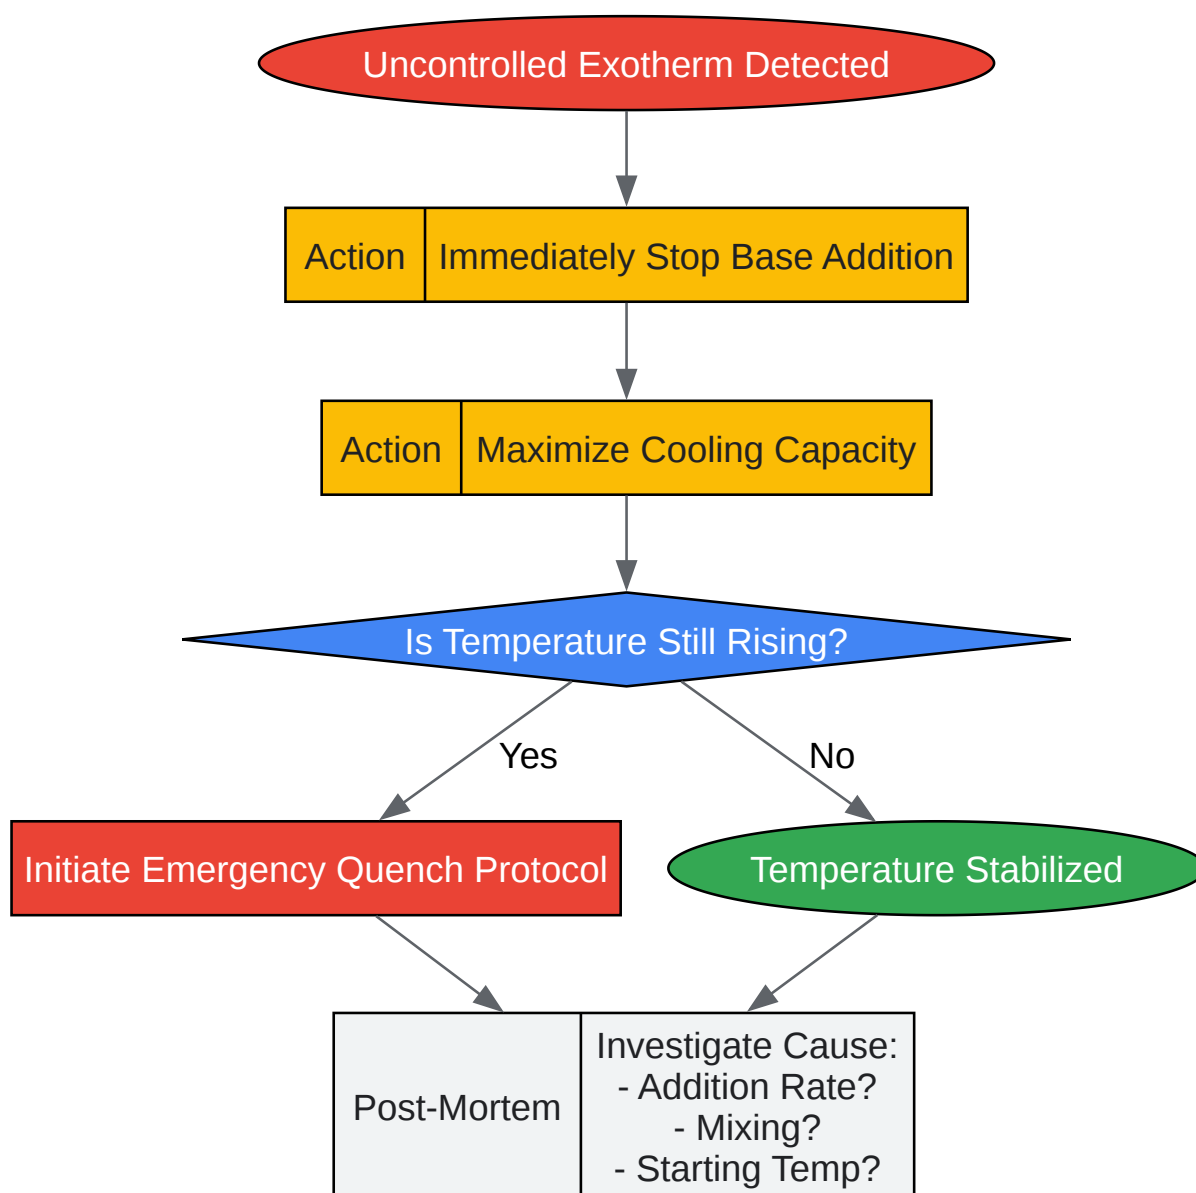 Uncontrolled Exotherm Detected
Action
Immediately Stop Base Addition
Action
Maximize Cooling Capacity
Is Temperature Still Rising?
Yes
No
Initiate Emergency Quench Protocol
Temperature Stabilized
Post-Mortem
Investigate Cause:
- Addition Rate?
- Mixing?
- Starting Temp?